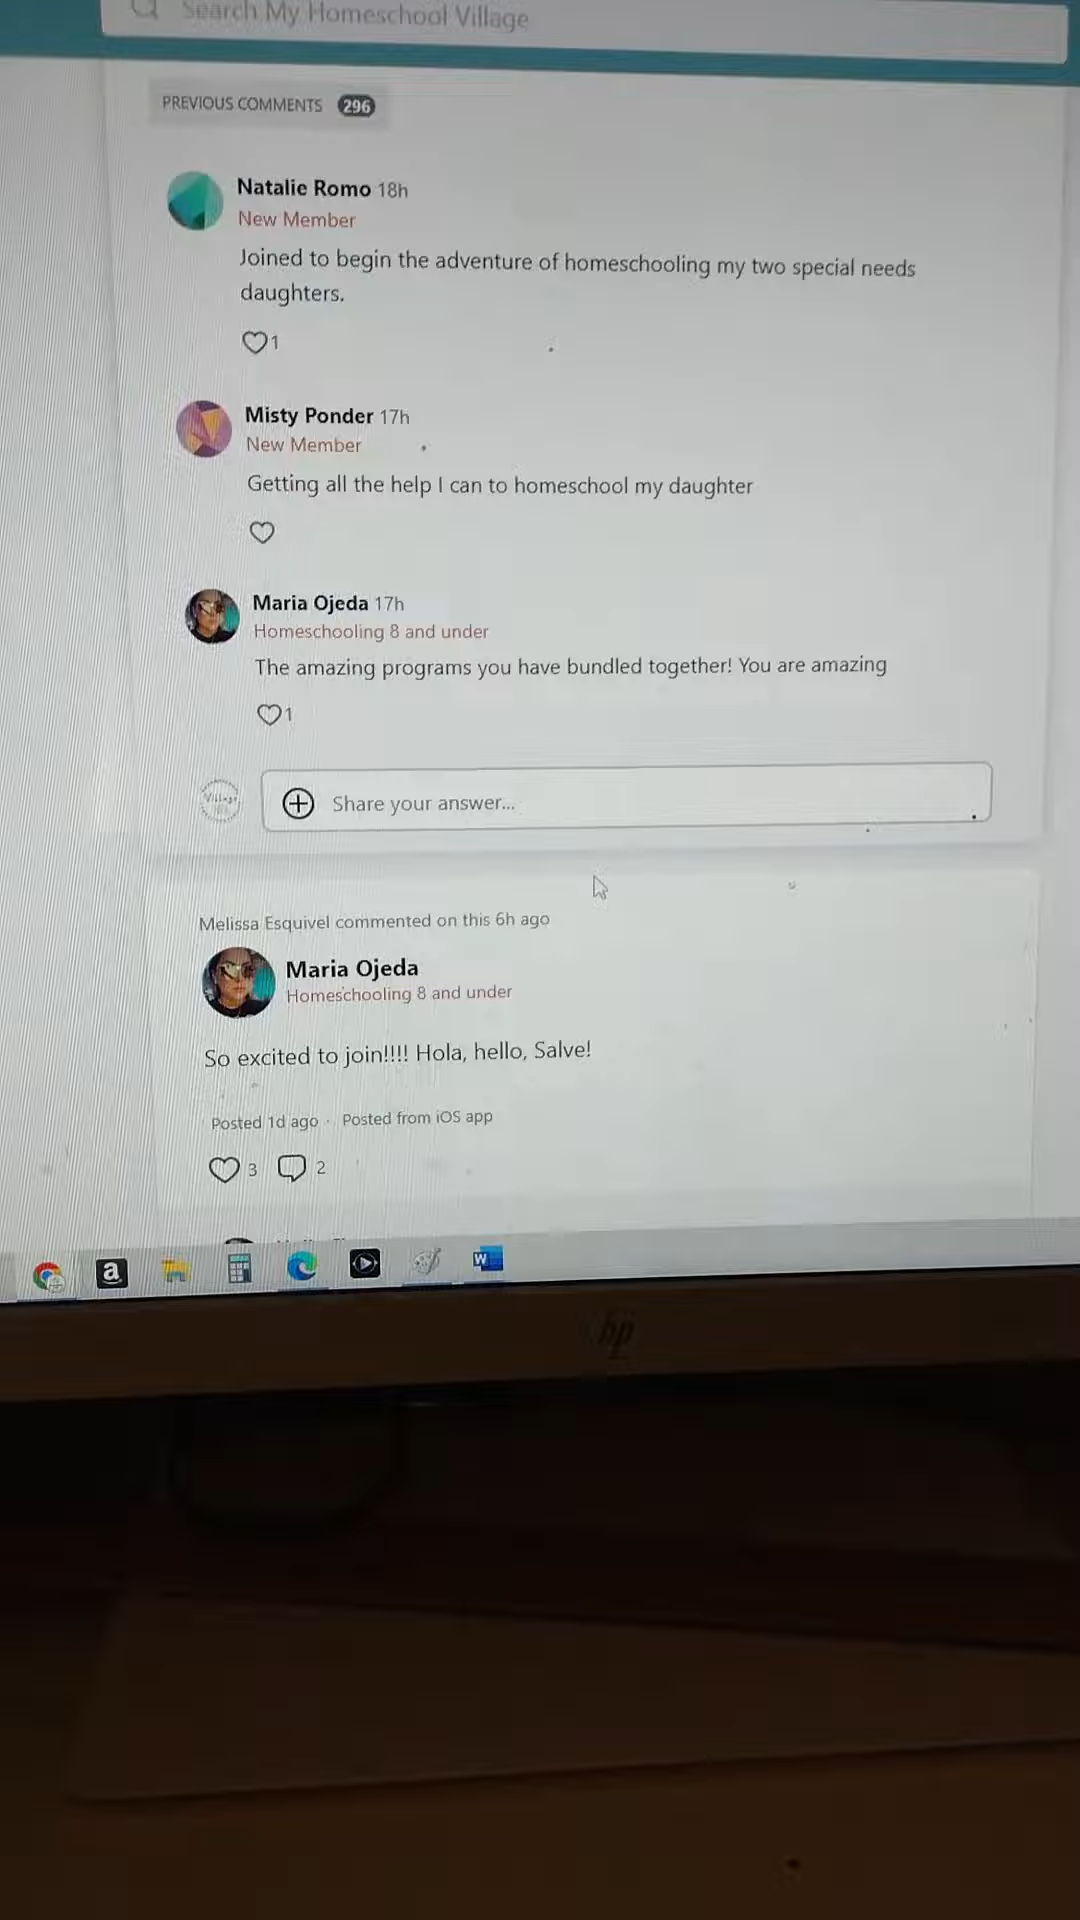 Search My Homeschool Village
PREVIOUS COMMENTS 296
Natalie Romo 18h
New Member
Joined to begin the adventure of homeschooling my two special needs
daughters.
1
Misty Ponder 17h
New Member
Getting all the help I can to homeschool my daughter
Maria Ojeda 17h
Homeschooling 8 and under
The amazing programs you have bundled together! You are amazing
1
Village
Share your answer...
Melissa Esquivel commented on this 6h ago
Maria Ojeda
Homeschooling 8 and under
So excited to join!!!! Hola, hello, Salve!
Posted 1d ago · Posted from iOS app
3 2
a W
hp